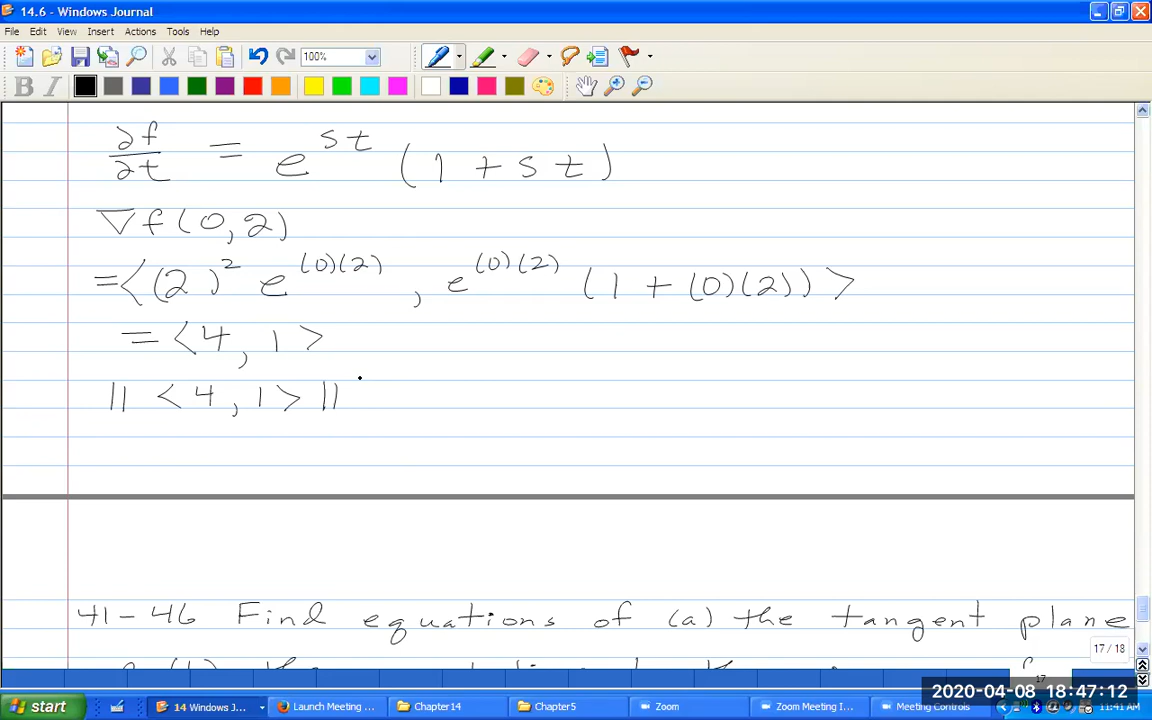 14.6 - Windows Journal
File Edit View Insert Actions Tools Help
100%
B I
∂f/∂t = e^{st} (1 + st)
∇f(0,2)
=<(2)^2 e^{(0)(2)}, e^{(0)(2)} (1 + (0)(2))>
= <4, 1>
|| <4, 1> ||
41-46 Find equations of (a) the tangent plane
17 / 18
17
2020-04-08 18:47:12
start 14 Windows J... Launch Meeting ... Chapter14 Chapter5 Zoom Zoom Meeting I... Meeting Controls 11:41 AM